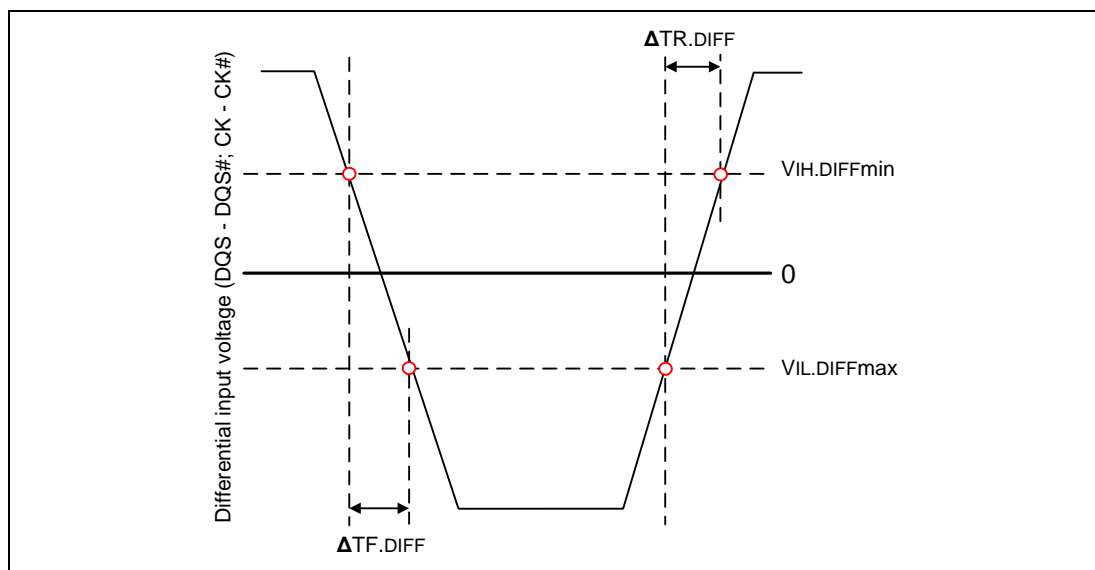 Differential input voltage (DQS - DQS#; CK - CK#)
ΔTR.DIFF
VIH.DIFFmin
0
VIL.DIFFmax
ΔTF.DIFF